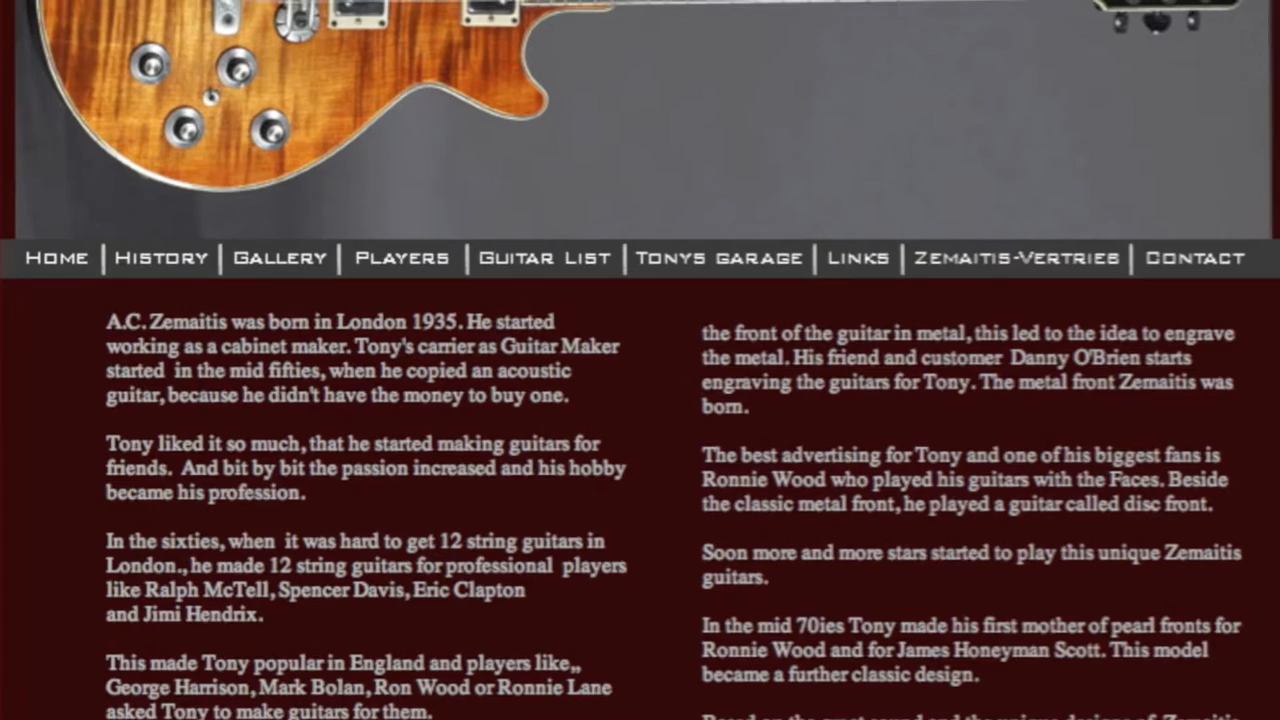 HOME | HISTORY | GALLERY | PLAYERS | GUITAR LIST | TONYS GARAGE | LINKS | ZEMAITIS-VERTRIEB | CONTACT
A.C. Zemaitis was born in London 1935. He started
working as a cabinet maker. Tony's carrier as Guitar Maker
started  in the mid fifties, when he copied an acoustic
guitar, because he didn't have the money to buy one.
Tony liked it so much, that he started making guitars for
friends.  And bit by bit the passion increased and his hobby
became his profession.
In the sixties, when  it was hard to get 12 string guitars in
London., he made 12 string guitars for professional  players
like Ralph McTell, Spencer Davis, Eric Clapton
and Jimi Hendrix.
This made Tony popular in England and players like,,
George Harrison, Mark Bolan, Ron Wood or Ronnie Lane
asked Tony to make guitars for them.
the front of the guitar in metal, this led to the idea to engrave
the metal. His friend and customer  Danny O'Brien starts
engraving the guitars for Tony. The metal front Zemaitis was
born.
The best advertising for Tony and one of his biggest fans is
Ronnie Wood who played his guitars with the Faces. Beside
the classic metal front, he played a guitar called disc front.
Soon more and more stars started to play this unique Zemaitis
guitars.
In the mid 70ies Tony made his first mother of pearl fronts for
Ronnie Wood and for James Honeyman Scott. This model
became a further classic design.